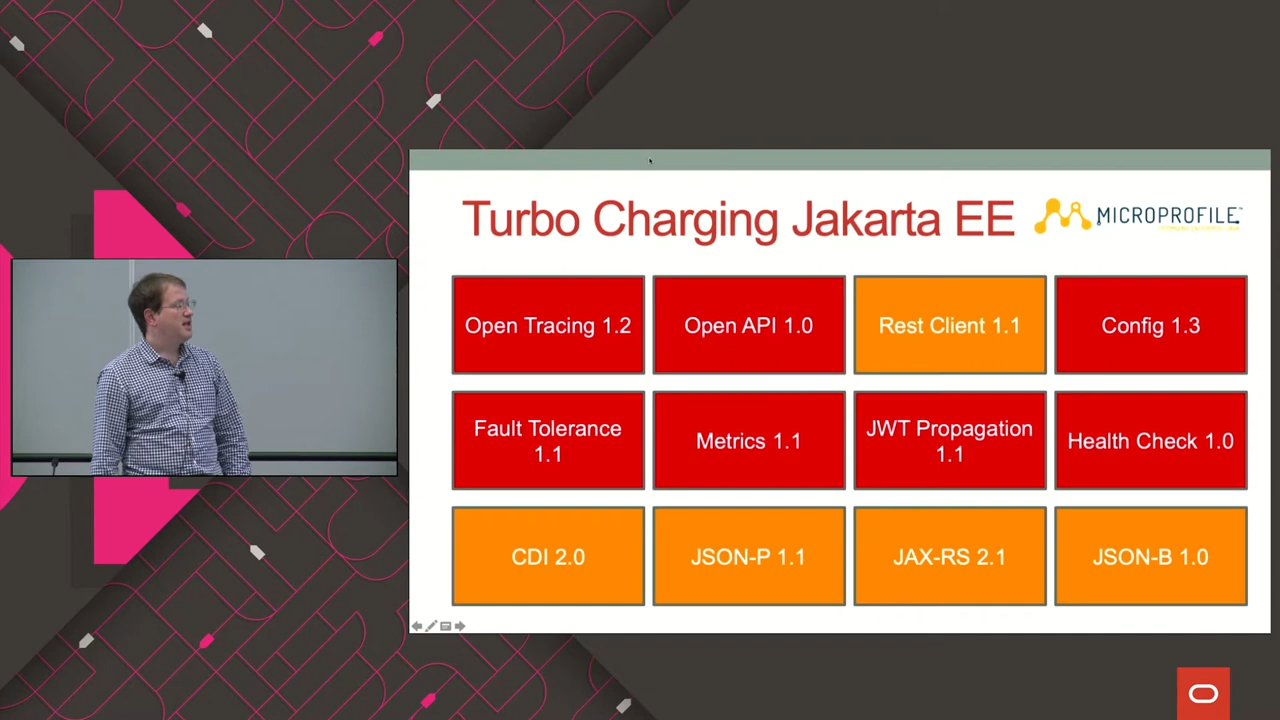 Turbo Charging Jakarta EE
MICROPROFILE™
Open Tracing 1.2
Open API 1.0
Rest Client 1.1
Config 1.3
Fault Tolerance
1.1
Metrics 1.1
JWT Propagation
1.1
Health Check 1.0
CDI 2.0
JSON-P 1.1
JAX-RS 2.1
JSON-B 1.0